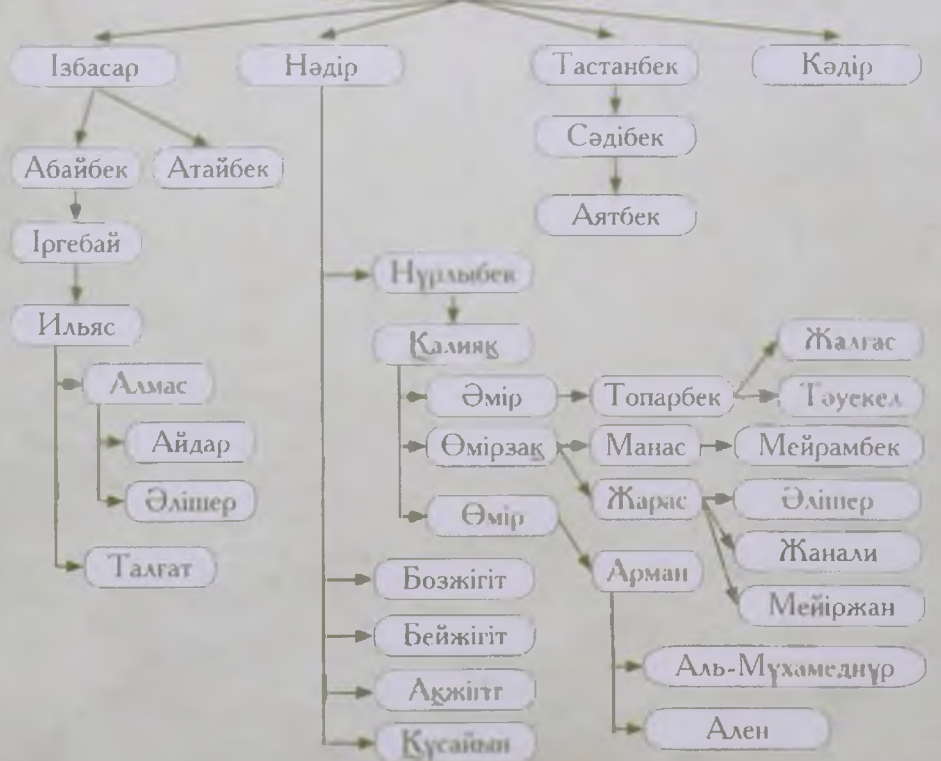 Ізбасар Нәдір Тастанбек Кәдір
Сәдібек
Абайбек Атайбек
Аятбек
Іргебай
Нұрлыбек
Ильяс Қалияқ Жалғас
Алмас Әмір Топарбек Тәуекел
Айдар Өмірзақ Манас Мейрамбек
Әлішер Жарас Әлішер
Өмір
Жанали
Талғат Бозжігіт Арман
Мейіржан
Бейжігіт
Аль-Мұхамеднұр
Ақжігіт
Ален
Құсайын